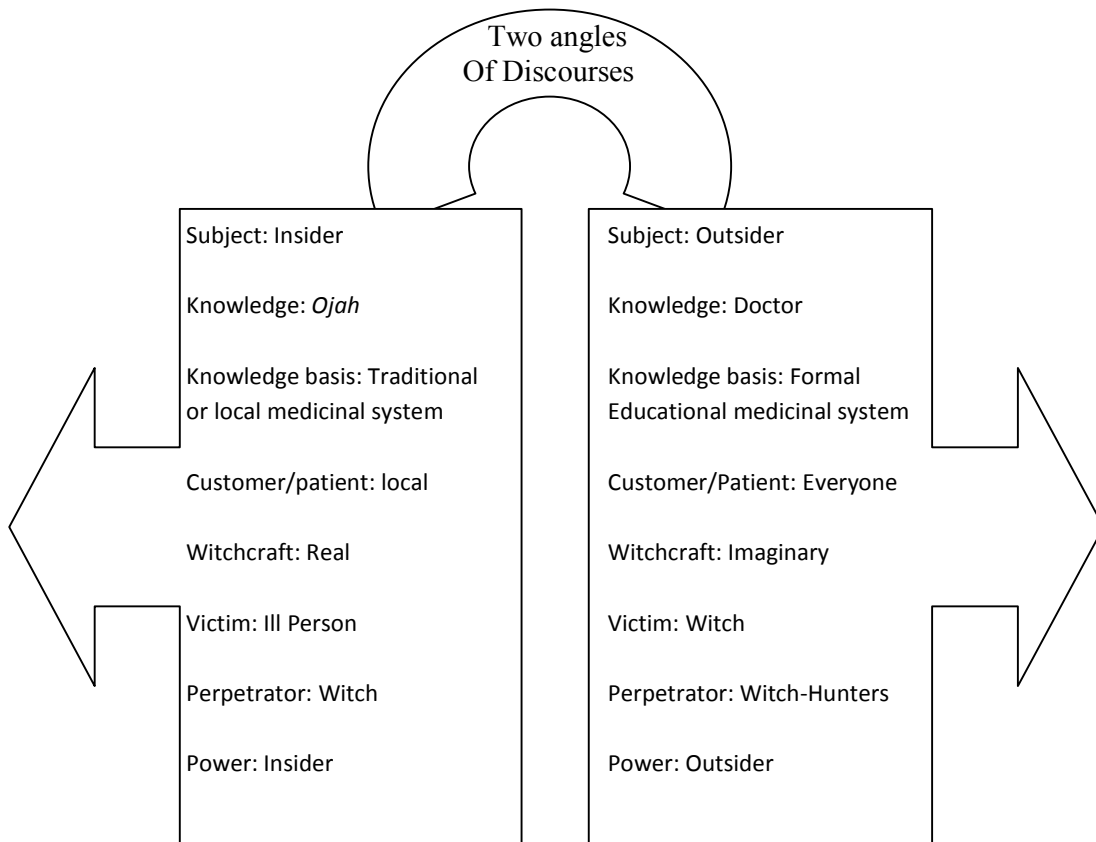 Two angles
Of Discourses
Subject: Insider
Knowledge: Ojah
Knowledge basis: Traditional
or local medicinal system
Customer/patient: local
Witchcraft: Real
Victim: Ill Person
Perpetrator: Witch
Power: Insider
Subject: Outsider
Knowledge: Doctor
Knowledge basis: Formal
Educational medicinal system
Customer/Patient: Everyone
Witchcraft: Imaginary
Victim: Witch
Perpetrator: Witch-Hunters
Power: Outsider